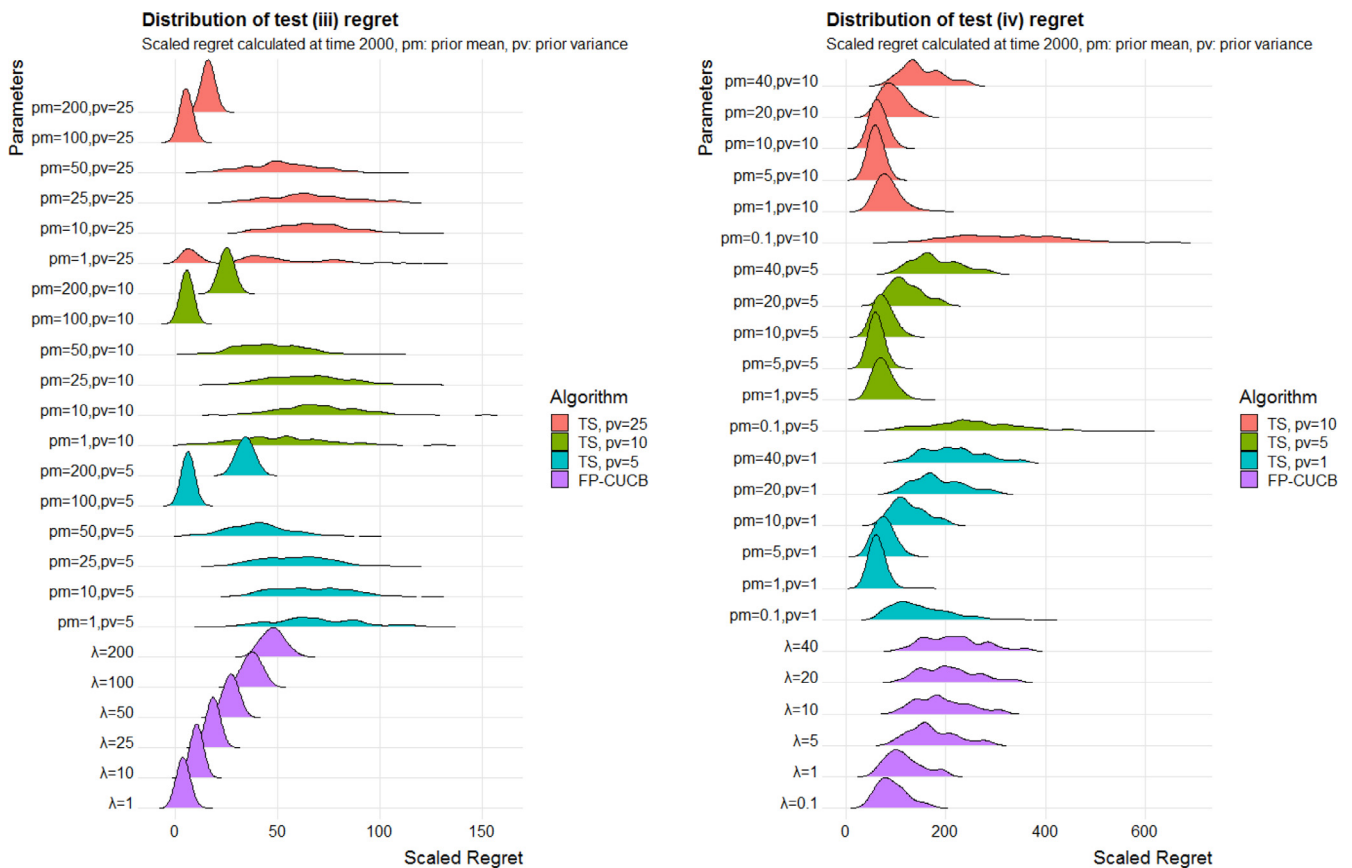 Distribution of test (iii) regret
Scaled regret calculated at time 2000, pm: prior mean, pv: prior variance
Parameters
pm=200,pv=25
pm=100,pv=25
pm=50,pv=25
pm=25,pv=25
pm=10,pv=25
pm=1,pv=25
pm=200,pv=10
pm=100,pv=10
pm=50,pv=10
pm=25,pv=10
pm=10,pv=10
pm=1,pv=10
pm=200,pv=5
pm=100,pv=5
pm=50,pv=5
pm=25,pv=5
pm=10,pv=5
pm=1,pv=5
λ=200
λ=100
λ=50
λ=25
λ=10
λ=1
0 50 100 150
Scaled Regret
Algorithm
TS, pv=25
TS, pv=10
TS, pv=5
FP-CUCB
Distribution of test (iv) regret
Scaled regret calculated at time 2000, pm: prior mean, pv: prior variance
Parameters
pm=40,pv=10
pm=20,pv=10
pm=10,pv=10
pm=5,pv=10
pm=1,pv=10
pm=0.1,pv=10
pm=40,pv=5
pm=20,pv=5
pm=10,pv=5
pm=5,pv=5
pm=1,pv=5
pm=0.1,pv=5
pm=40,pv=1
pm=20,pv=1
pm=10,pv=1
pm=5,pv=1
pm=1,pv=1
pm=0.1,pv=1
λ=40
λ=20
λ=10
λ=5
λ=1
λ=0.1
0 200 400 600
Scaled Regret
Algorithm
TS, pv=10
TS, pv=5
TS, pv=1
FP-CUCB